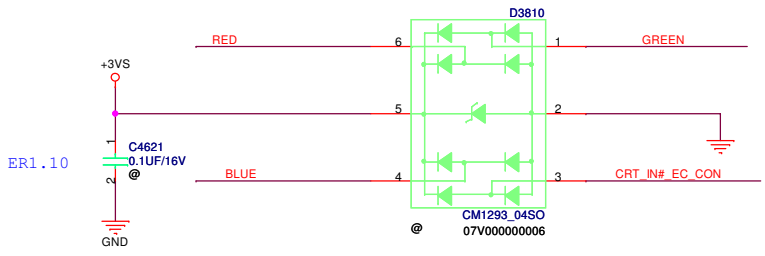 D3810
RED
6
1
GREEN
+3VS
5
2
1
C4621
0.1UF/16V
ER1.10
@
2
BLUE
4
3
CRT_IN#_EC_CON
CM1293_04SO
@
07V000000006
GND